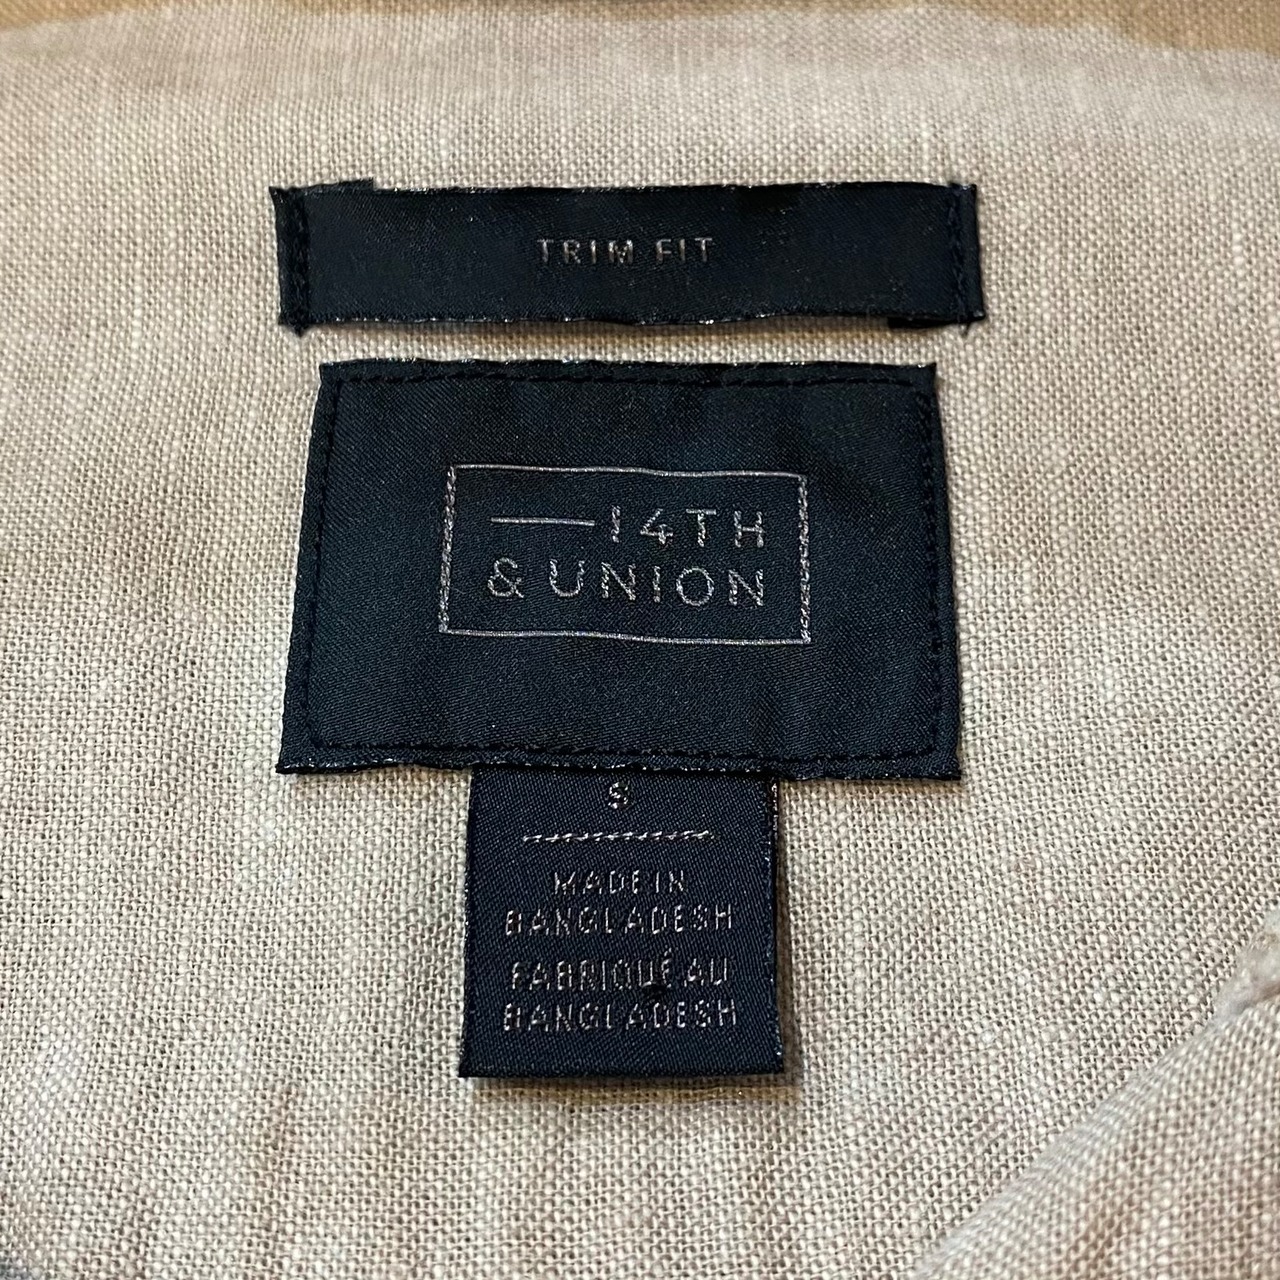 TRIM FIT
14TH
& UNION
S
MADE IN
BANGLADESH
FABRIQUÉ AU
BANGLADESH